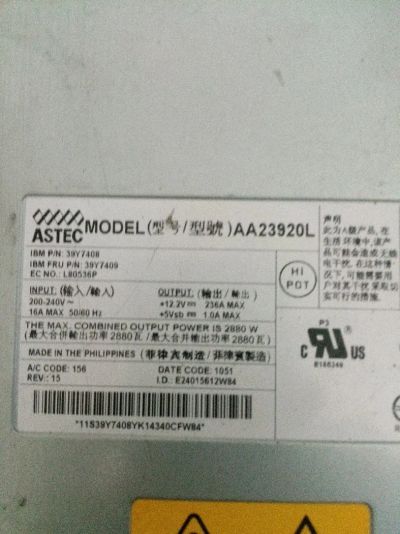 ASTEC MODEL(型号/型號)AA23920L
IBM P/N: 39Y7408
IBM FRU P/N: 39Y7409
EC NO.: L80536P
INPUT: (输入/輸入)
200-240V~
16A MAX 50/60 HZ
OUTPUT: (输出/輸出)
+12.2V⎓ 236A MAX
+5Vsb⎓ 1.0A MAX
HI
POT
THE MAX. COMBINED OUTPUT POWER IS 2880 W
(最大合併輸出功率2880瓦/最大合并输出功率2880瓦)
MADE IN THE PHILIPPINES (菲律宾制造/菲律賓製造)
A/C CODE: 156
DATE CODE: 1051
REV.: 15
I.D.: E24015612W84
*11S39Y7408YK14340CFW84*
声明
此为A级产品, 在
生活环境中,该产
品可能会造成无线
电干扰. 在这种情
况下, 可能需要用
户对其干扰采取切
实可行的措施.
P3
C UR US
E186249